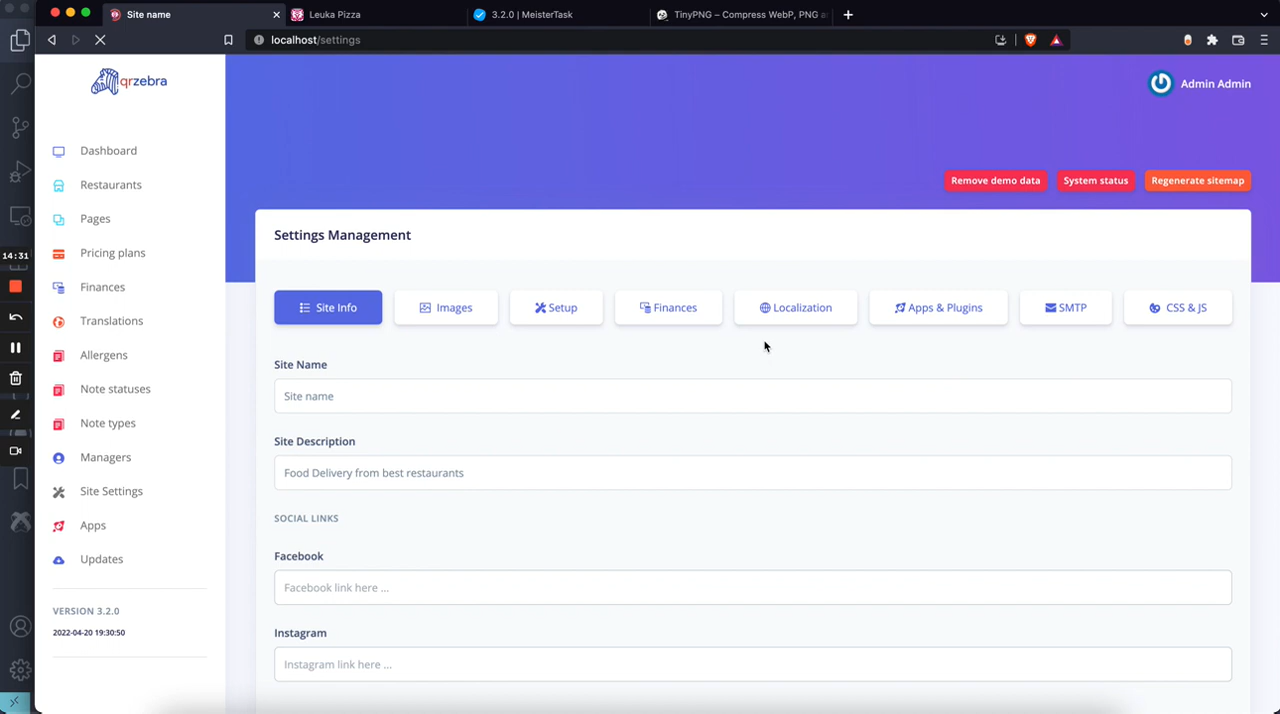 Site name
Leuka Pizza
3.2.0 | MeisterTask
TinyPNG – Compress WebP, PNG a
localhost/settings
qrzebra
Admin Admin
Dashboard
Restaurants
Pages
Pricing plans
Finances
Translations
Allergens
Note statuses
Note types
Managers
Site Settings
Apps
Updates
VERSION 3.2.0
2022-04-20 19:30:50
14:31
Remove demo data
System status
Regenerate sitemap
Settings Management
Site Info
Images
Setup
Finances
Localization
Apps & Plugins
SMTP
CSS & JS
Site Name
Site name
Site Description
Food Delivery from best restaurants
SOCIAL LINKS
Facebook
Facebook link here ...
Instagram
Instagram link here ...